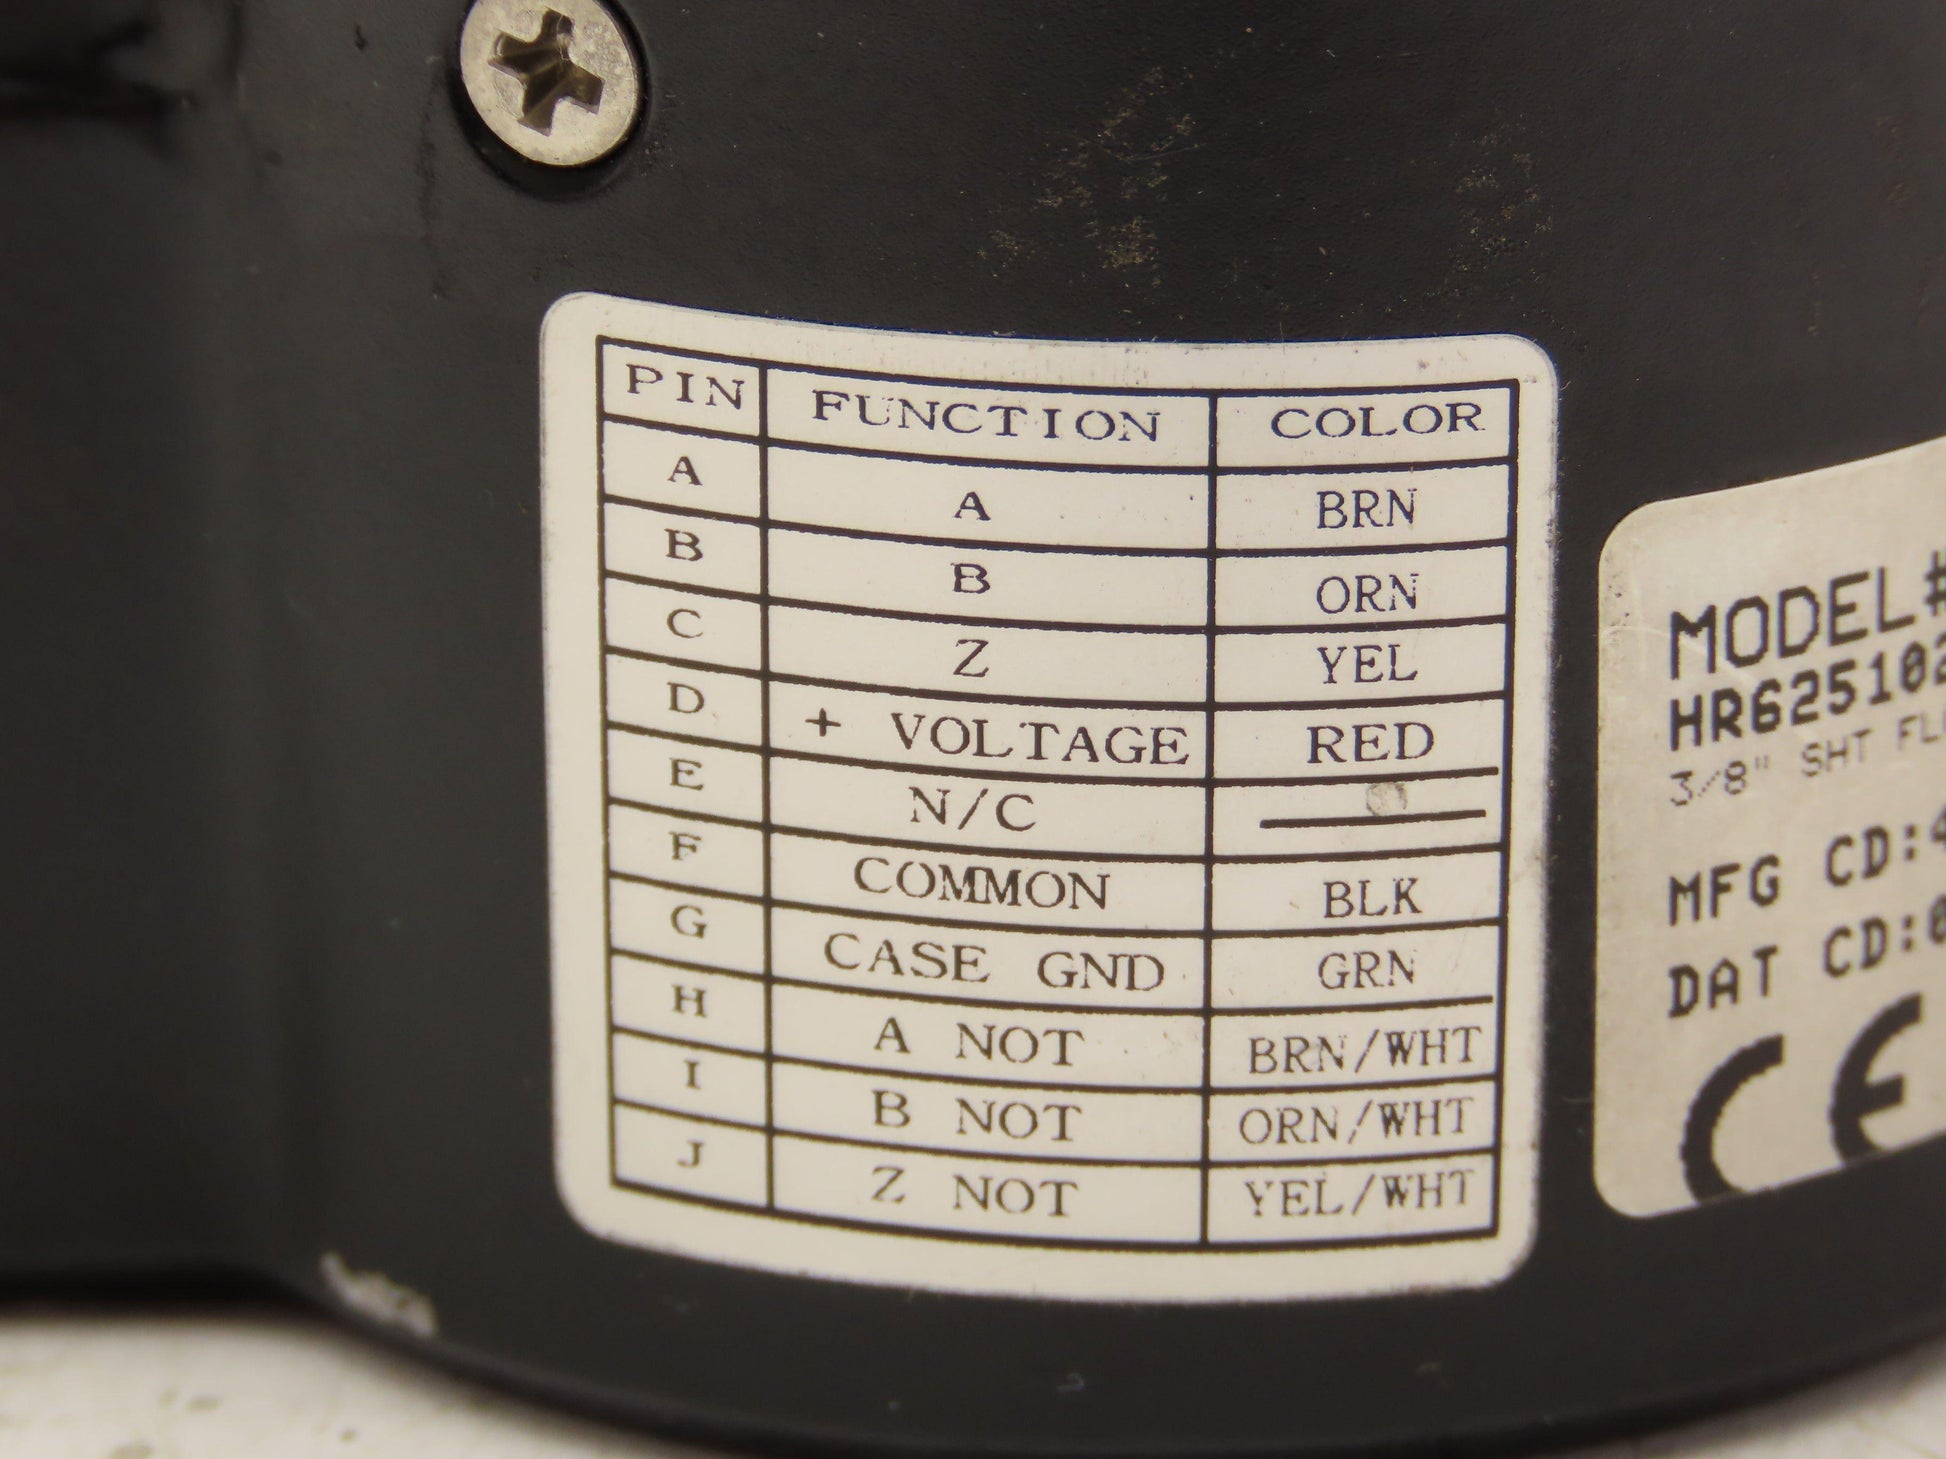 PIN FUNCTION COLOR
A A BRN
B B ORN
C Z YEL
D + VOLTAGE RED
E N/C
F COMMON BLK
G CASE GND GRN
H A NOT BRN/WHT
I B NOT ORN/WHT
J Z NOT YEL/WHT
MODEL#
HR625102
3/8" SHT
MFG CD:4
DAT CD:
CE